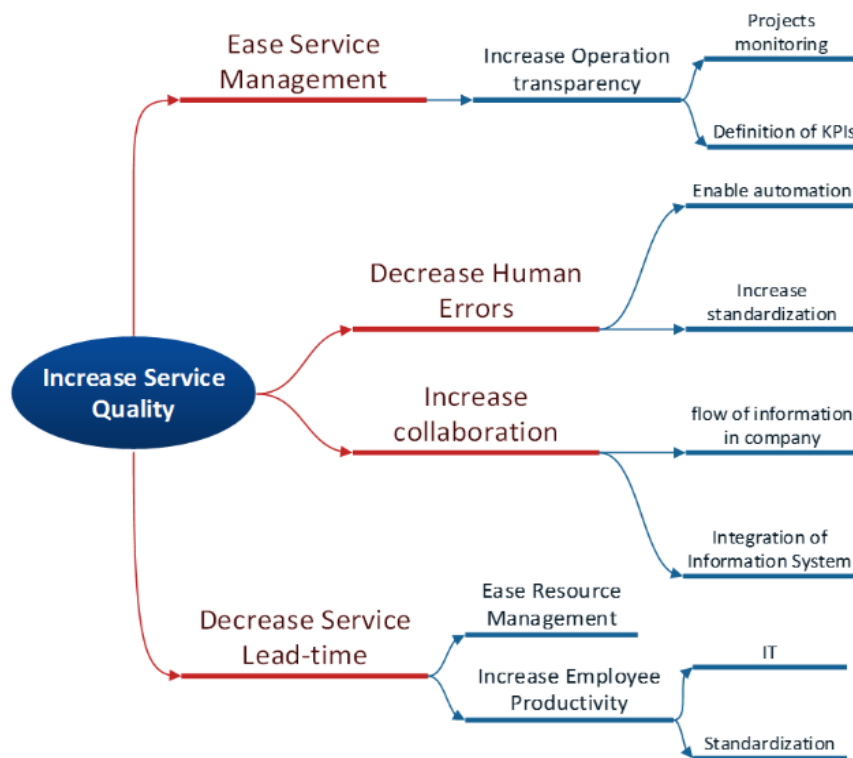 Ease Service
Management
Increase Operation
transparency
Projects
monitoring
Definition of KPIs
Enable automation
Decrease Human
Errors
Increase
standardization
Increase Service
Quality
Increase
collaboration
flow of information
in company
Integration of
Information System
Decrease Service
Lead-time
Ease Resource
Management
Increase Employee
Productivity
IT
Standardization